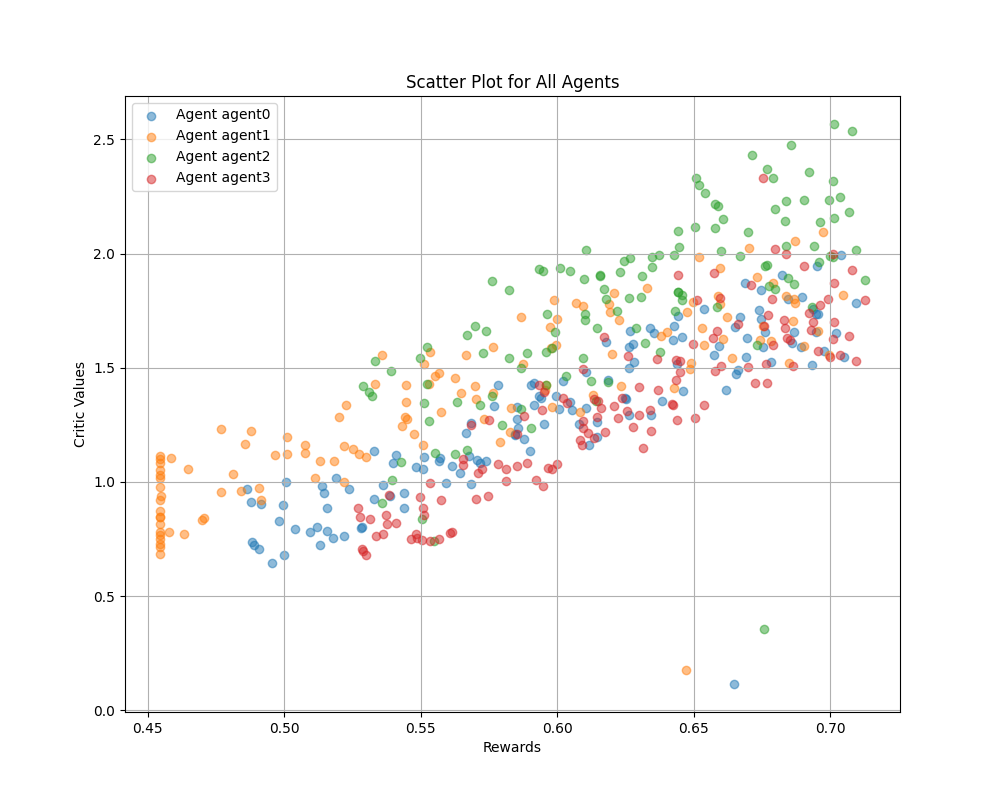 Scatter Plot for All Agents
Agent agent0
Agent agent1
Agent agent2
Agent agent3
2.5
2.0
1.5
1.0
0.5
0.0
Critic Values
0.45 0.50 0.55 0.60 0.65 0.70
Rewards